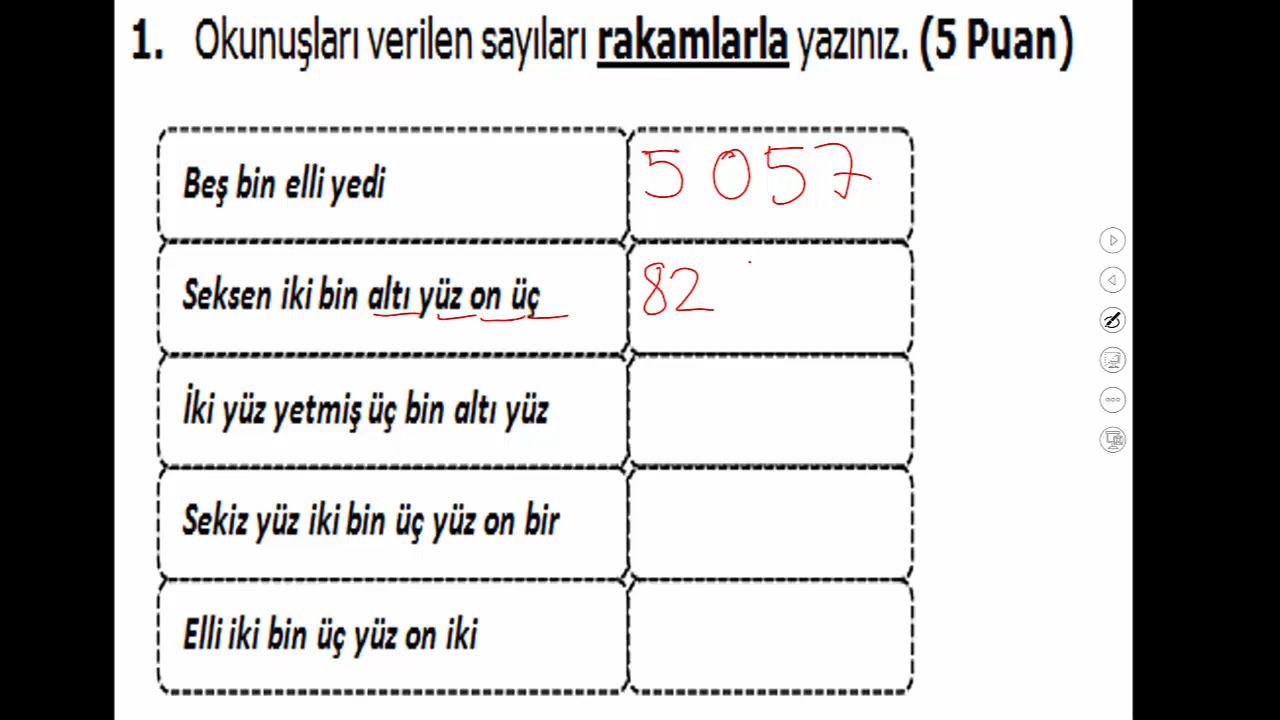 1. Okunuşları verilen sayıları rakamlarla yazınız. (5 Puan)
Beş bin elli yedi
5 057
Seksen iki bin altı yüz on üç
82
İki yüz yetmiş üç bin altı yüz
Sekiz yüz iki bin üç yüz on bir
Elli iki bin üç yüz on iki